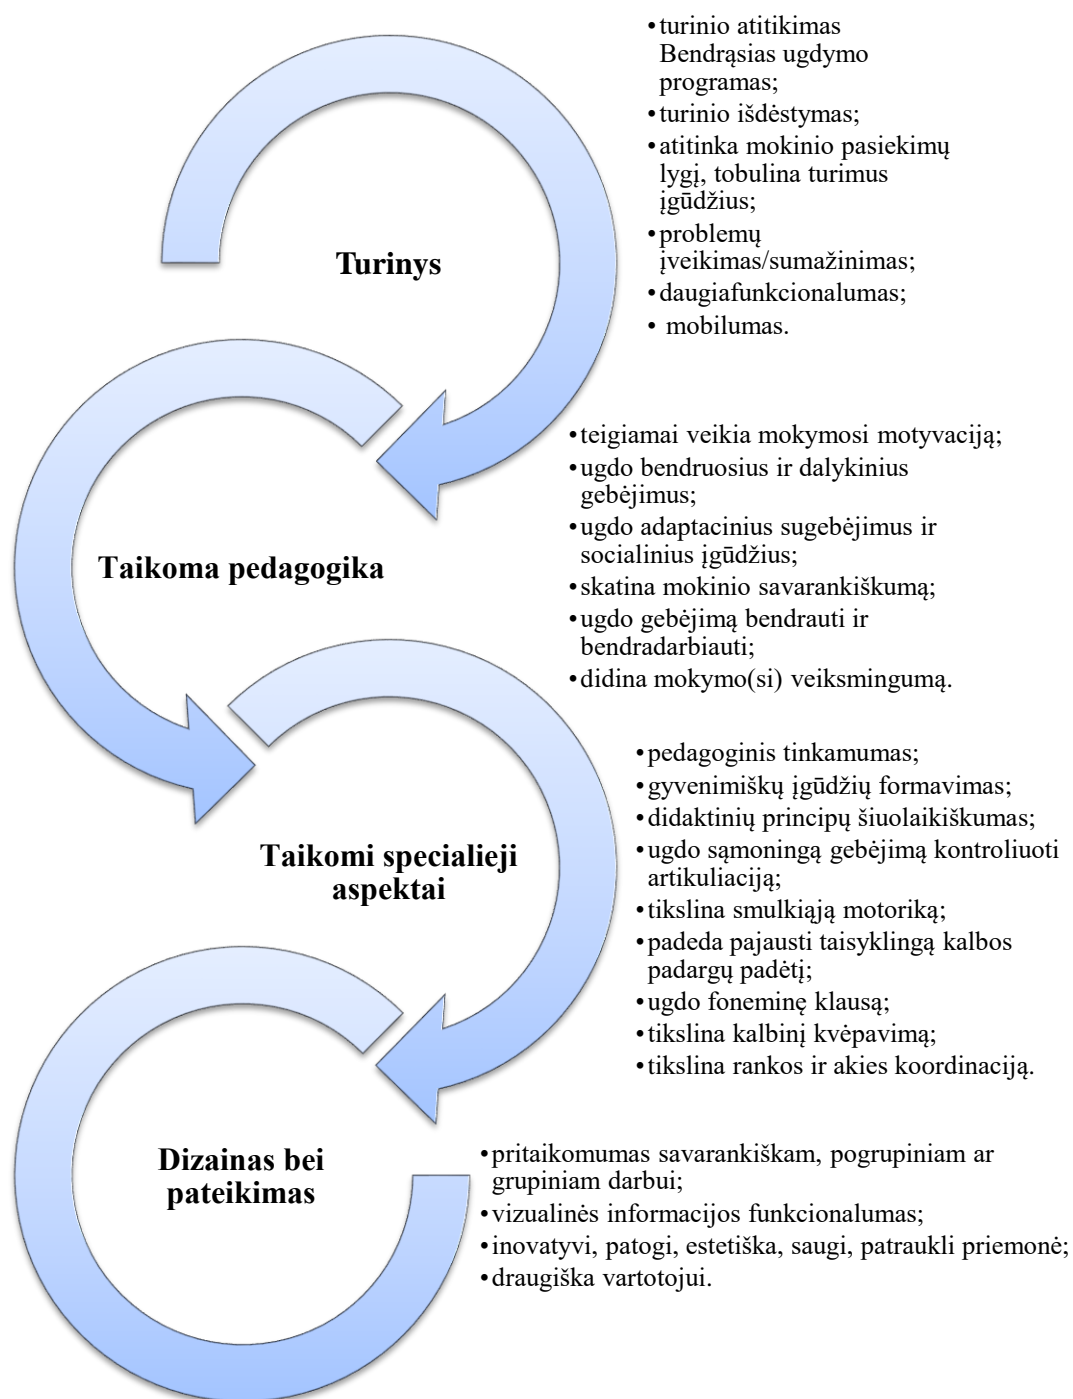 Turinys
•turinio atitikimas
Bendrąsias ugdymo
programas;
•turinio išdėstymas;
•atitinka mokinio pasiekimų
lygį, tobulina turimus
įgūdžius;
•problemų
įveikimas/sumažinimas;
•daugiafunkcionalumas;
• mobilumas.
Taikoma pedagogika
•teigiamai veikia mokymosi motyvaciją;
•ugdo bendruosius ir dalykinius
gebėjimus;
•ugdo adaptacinius sugebėjimus ir
socialinius įgūdžius;
•skatina mokinio savarankiškumą;
•ugdo gebėjimą bendrauti ir
bendradarbiauti;
•didina mokymo(si) veiksmingumą.
Taikomi specialieji
aspektai
•pedagoginis tinkamumas;
•gyvenimiškų įgūdžių formavimas;
•didaktinių principų šiuolaikiškumas;
•ugdo sąmoningą gebėjimą kontroliuoti
artikuliaciją;
•tikslina smulkiąją motoriką;
•padeda pajausti taisyklingą kalbos
padargų padėtį;
•ugdo foneminę klausą;
•tikslina kalbinį kvėpavimą;
•tikslina rankos ir akies koordinaciją.
Dizainas bei
pateikimas
•pritaikomumas savarankiškam, pogrupiniam ar
grupiniam darbui;
•vizualinės informacijos funkcionalumas;
•inovatyvi, patogi, estetiška, saugi, patraukli priemonė;
•draugiška vartotojui.